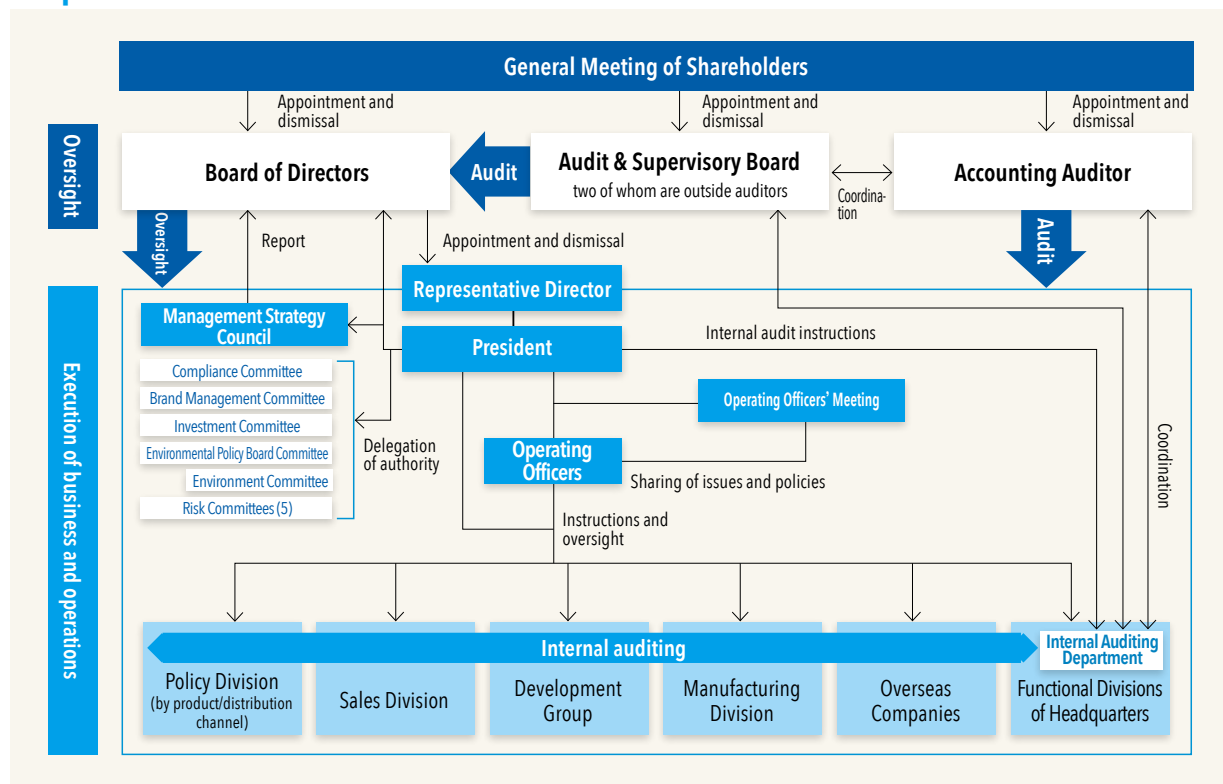 General Meeting of Shareholders
Appointment and
dismissal
Appointment and
dismissal
Appointment and
dismissal
Oversight
Board of Directors
Audit
Audit & Supervisory Board
two of whom are outside auditors
Coordina-
tion
Accounting Auditor
Oversight
Report
Appointment and dismissal
Audit
Execution of business and operations
Representative Director
Management Strategy
Council
President
Internal audit instructions
Compliance Committee
Brand Management Committee
Investment Committee
Environmental Policy Board Committee
Environment Committee
Risk Committees (5)
Delegation
of authority
Operating Officers' Meeting
Operating
Officers
Sharing of issues and policies
Coordination
Instructions and
oversight
Internal auditing
Internal Auditing
Department
Policy Division
(by product/distribution
channel)
Sales Division
Development
Group
Manufacturing
Division
Overseas
Companies
Functional Divisions
of Headquarters